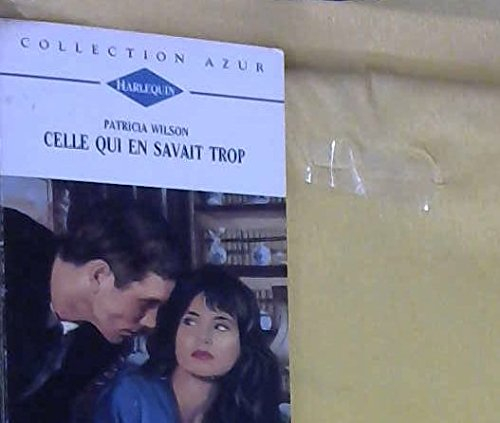 COLLECTION AZUR
HARLEQUIN
PATRICIA WILSON
CELLE QUI EN SAVAIT TROP